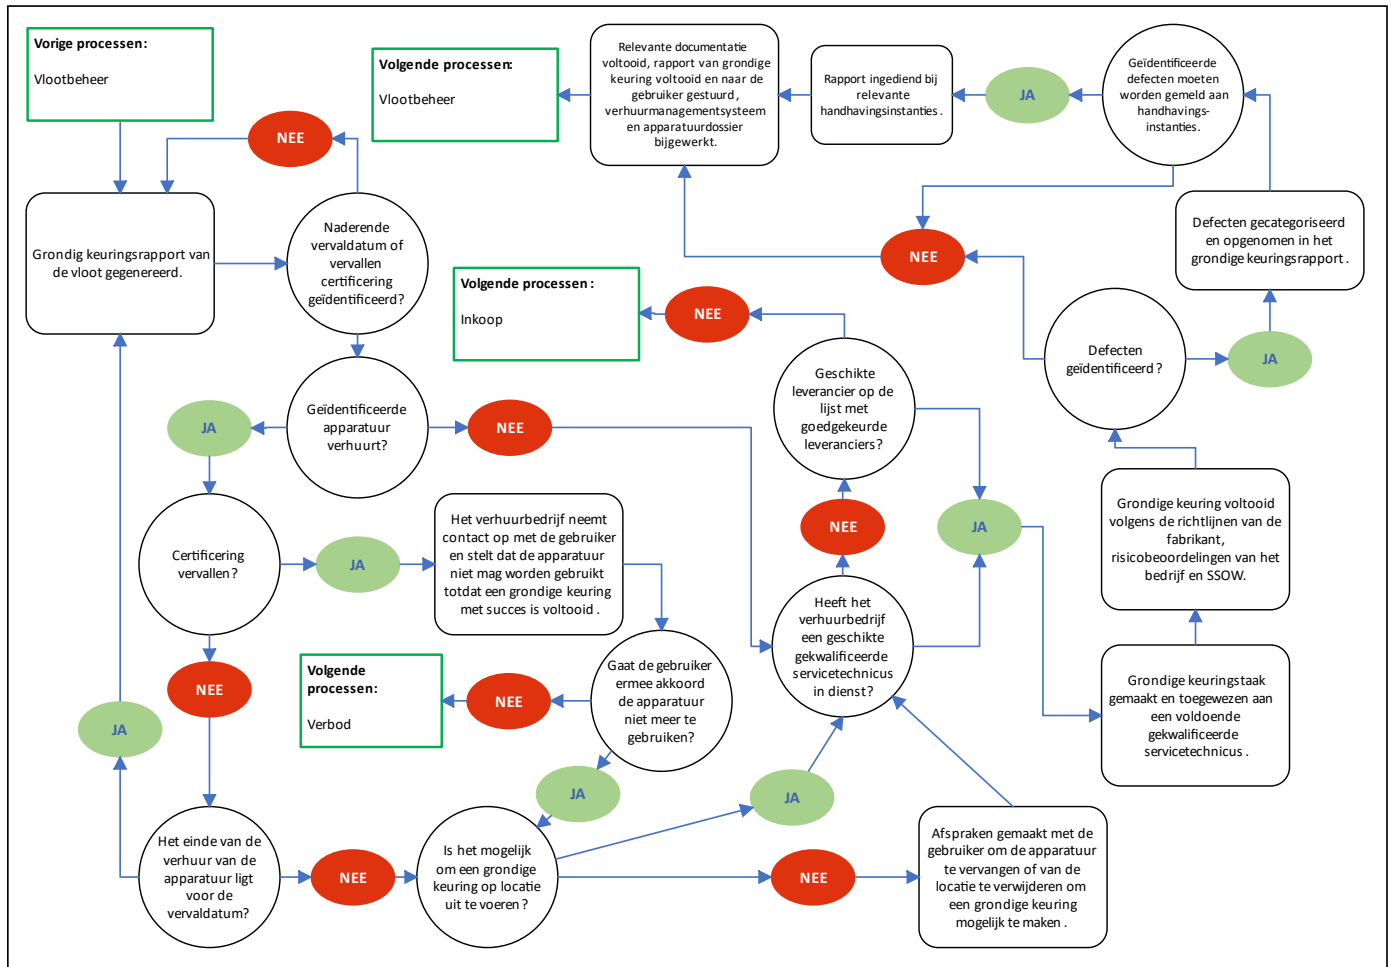 Vorige processen:
Vlootbeheer
Volgende processen:
Vlootbeheer
Relevante documentatie
voltooid, rapport van grondige
keuring voltooid en naar de
gebruiker gestuurd,
verhuurmanagementsysteem
en apparatuurdossier
bijgewerkt.
Rapport ingediend bij
relevante
handhavingsinstanties.
JA
Geïdentificeerde
defecten moeten
worden gemeld aan
handhavings-
instanties.
NEE
Grondig keuringsrapport van
de vloot gegenereerd.
Naderende
vervaldatum of
vervallen
certificering
geïdentificeerd?
NEE
Defecten gecategoriseerd
en opgenomen in het
grondige keuringsrapport.
Volgende processen:
Inkoop
NEE
Defecten
geïdentificeerd?
JA
JA
Geïdentificeerde
apparatuur
verhuurt?
NEE
Geschikte
leverancier op de
lijst met
goedgekeurde
leveranciers?
Certificering
vervallen?
JA
Het verhuurbedrijf neemt
contact op met de gebruiker
en stelt dat de apparatuur
niet mag worden gebruikt
totdat een grondige keuring
met succes is voltooid.
NEE
JA
Grondige keuring voltooid
volgens de richtlijnen van de
fabrikant,
risicobeoordelingen van het
bedrijf en SSOW.
NEE
Volgende
processen:
Verbod
NEE
Gaat de gebruiker
ermee akkoord
de apparatuur
niet meer te
gebruiken?
Heeft het
verhuurbedrijf
een geschikte
gekwalificeerde
servicetechnicus
in dienst?
Grondige keuringstaak
gemaakt en toegewezen aan
een voldoende
gekwalificeerde
servicetechnicus.
JA
JA
JA
Het einde van de
verhuur van de
apparatuur ligt
voor de
vervaldatum?
NEE
Is het mogelijk
om een grondige
keuring op locatie
uit te voeren?
NEE
Afspraken gemaakt met de
gebruiker om de apparatuur
te vervangen of van de
locatie te verwijderen om
een grondige keuring
mogelijk te maken.